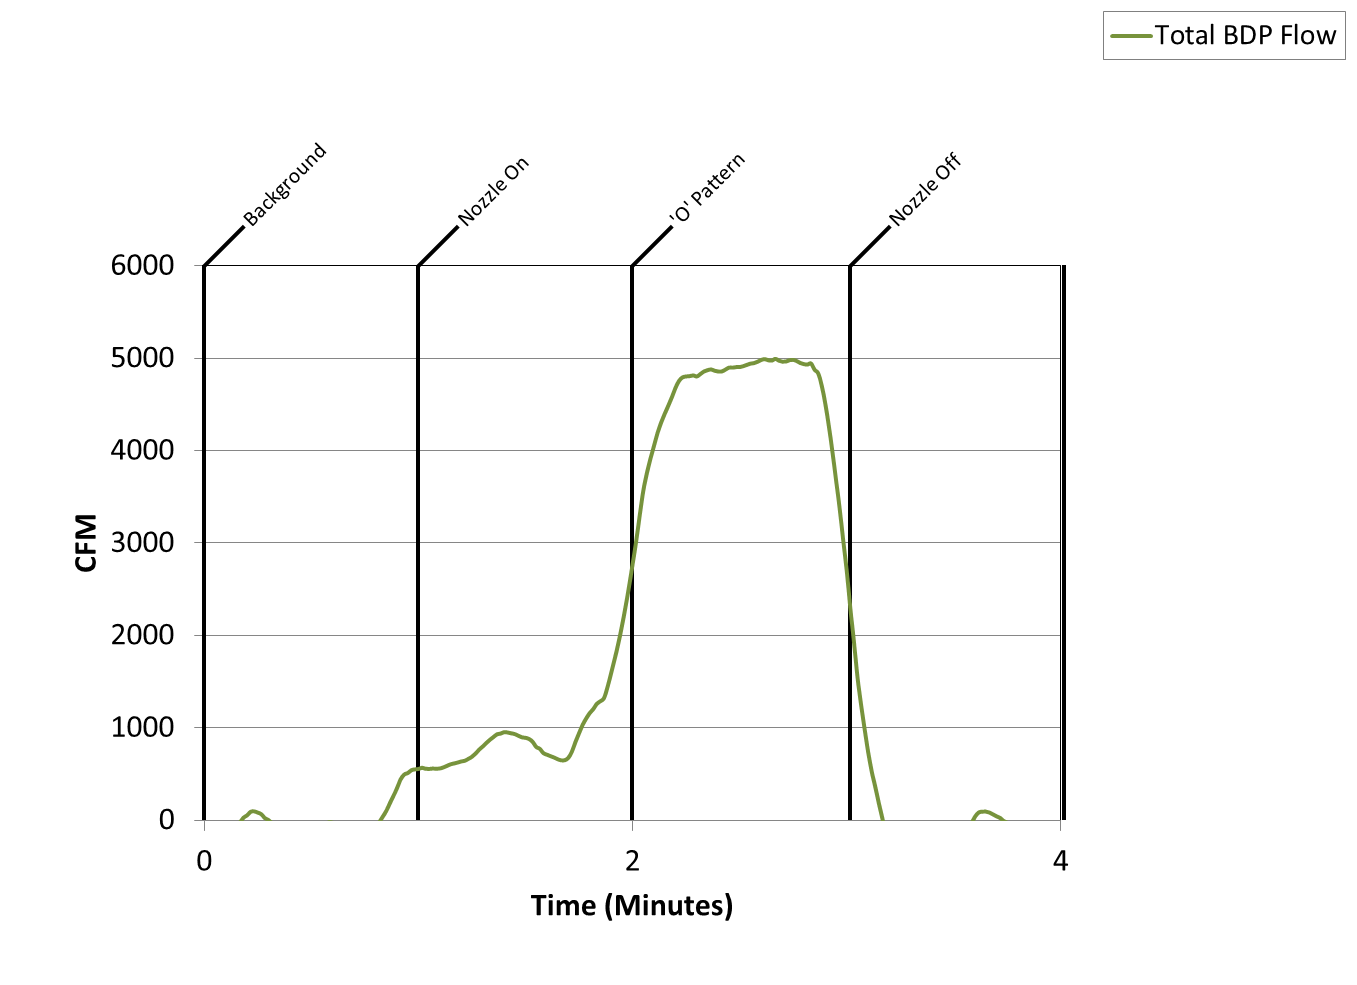 Total BDP Flow
Background
Nozzle On
'O' Pattern
Nozzle Off
6000
5000
4000
3000
2000
1000
0
CFM
0
2
4
Time (Minutes)